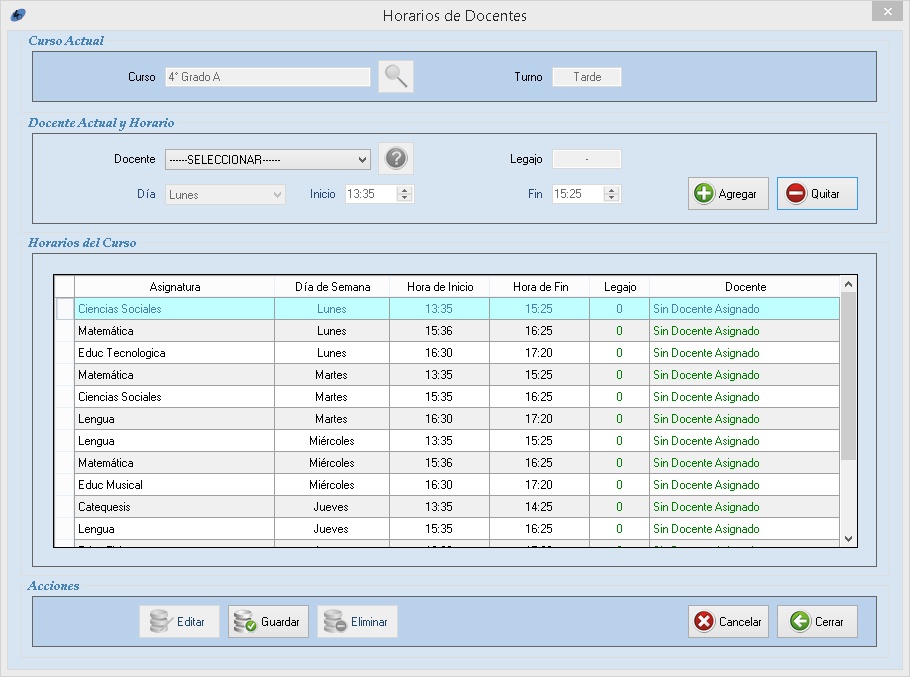 Horarios de Docentes
Curso Actual
Curso 4° Grado A Turno Tarde
Docente Actual y Horario
Docente ------SELECCIONAR------ Legajo -
Día Lunes Inicio 13:35 Fin 15:25 Agregar Quitar
Horarios del Curso
Asignatura Día de Semana Hora de Inicio Hora de Fin Legajo Docente
Ciencias Sociales Lunes 13:35 15:25 0 Sin Docente Asignado
Matemática Lunes 15:36 16:25 0 Sin Docente Asignado
Educ Tecnologica Lunes 16:30 17:20 0 Sin Docente Asignado
Matemática Martes 13:35 15:25 0 Sin Docente Asignado
Ciencias Sociales Martes 15:35 16:25 0 Sin Docente Asignado
Lengua Martes 16:30 17:20 0 Sin Docente Asignado
Lengua Miércoles 13:35 15:25 0 Sin Docente Asignado
Matemática Miércoles 15:36 16:25 0 Sin Docente Asignado
Educ Musical Miércoles 16:30 17:20 0 Sin Docente Asignado
Catequesis Jueves 13:35 14:25 0 Sin Docente Asignado
Lengua Jueves 15:35 16:25 0 Sin Docente Asignado
Acciones
Editar Guardar Eliminar Cancelar Cerrar